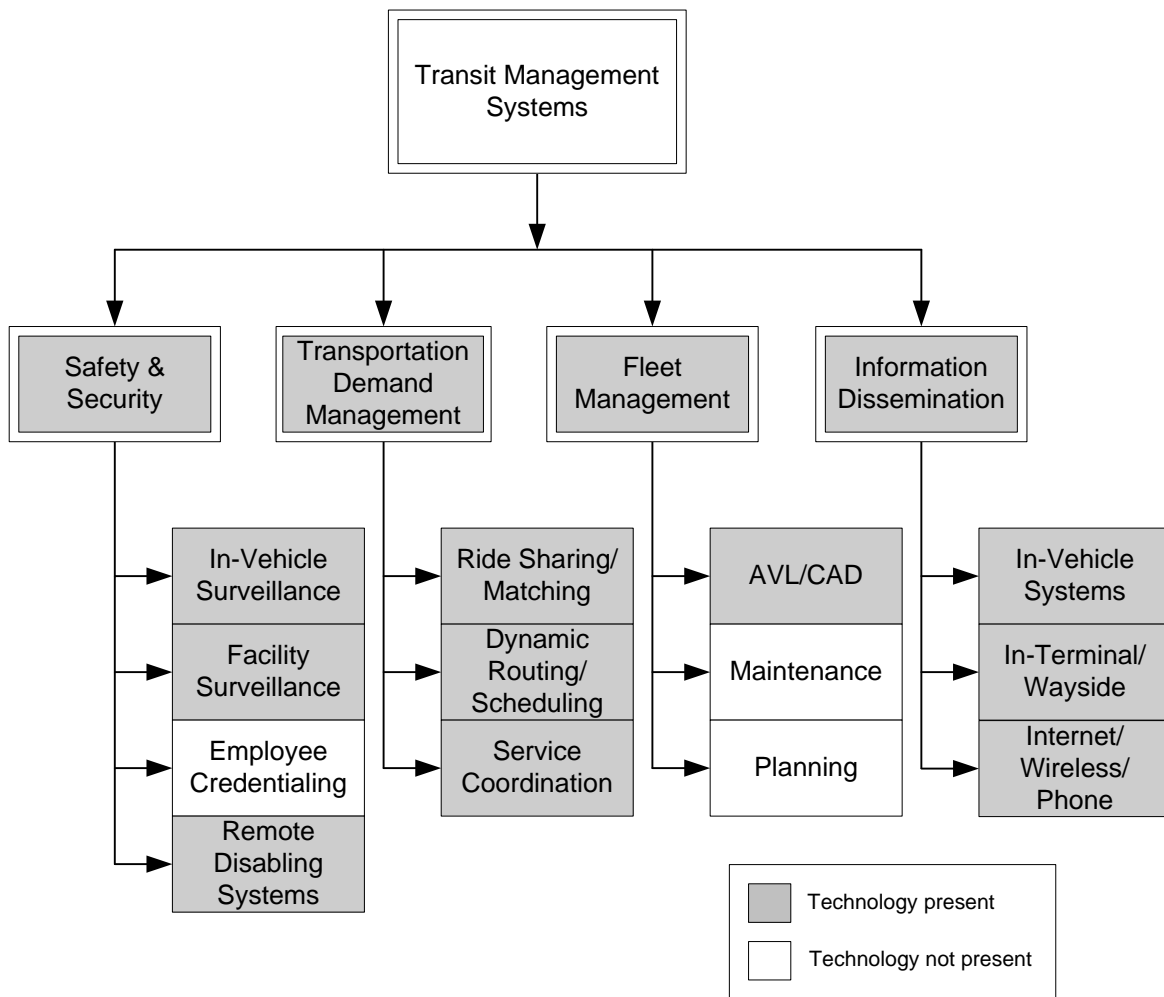 Transit Management
Systems
Safety &
Security
Transportation
Demand
Management
Fleet
Management
Information
Dissemination
In-Vehicle
Surveillance
Facility
Surveillance
Employee
Credentialing
Remote
Disabling
Systems
Ride Sharing/
Matching
Dynamic
Routing/
Scheduling
Service
Coordination
AVL/CAD
Maintenance
Planning
In-Vehicle
Systems
In-Terminal/
Wayside
Internet/
Wireless/
Phone
Technology present
Technology not present